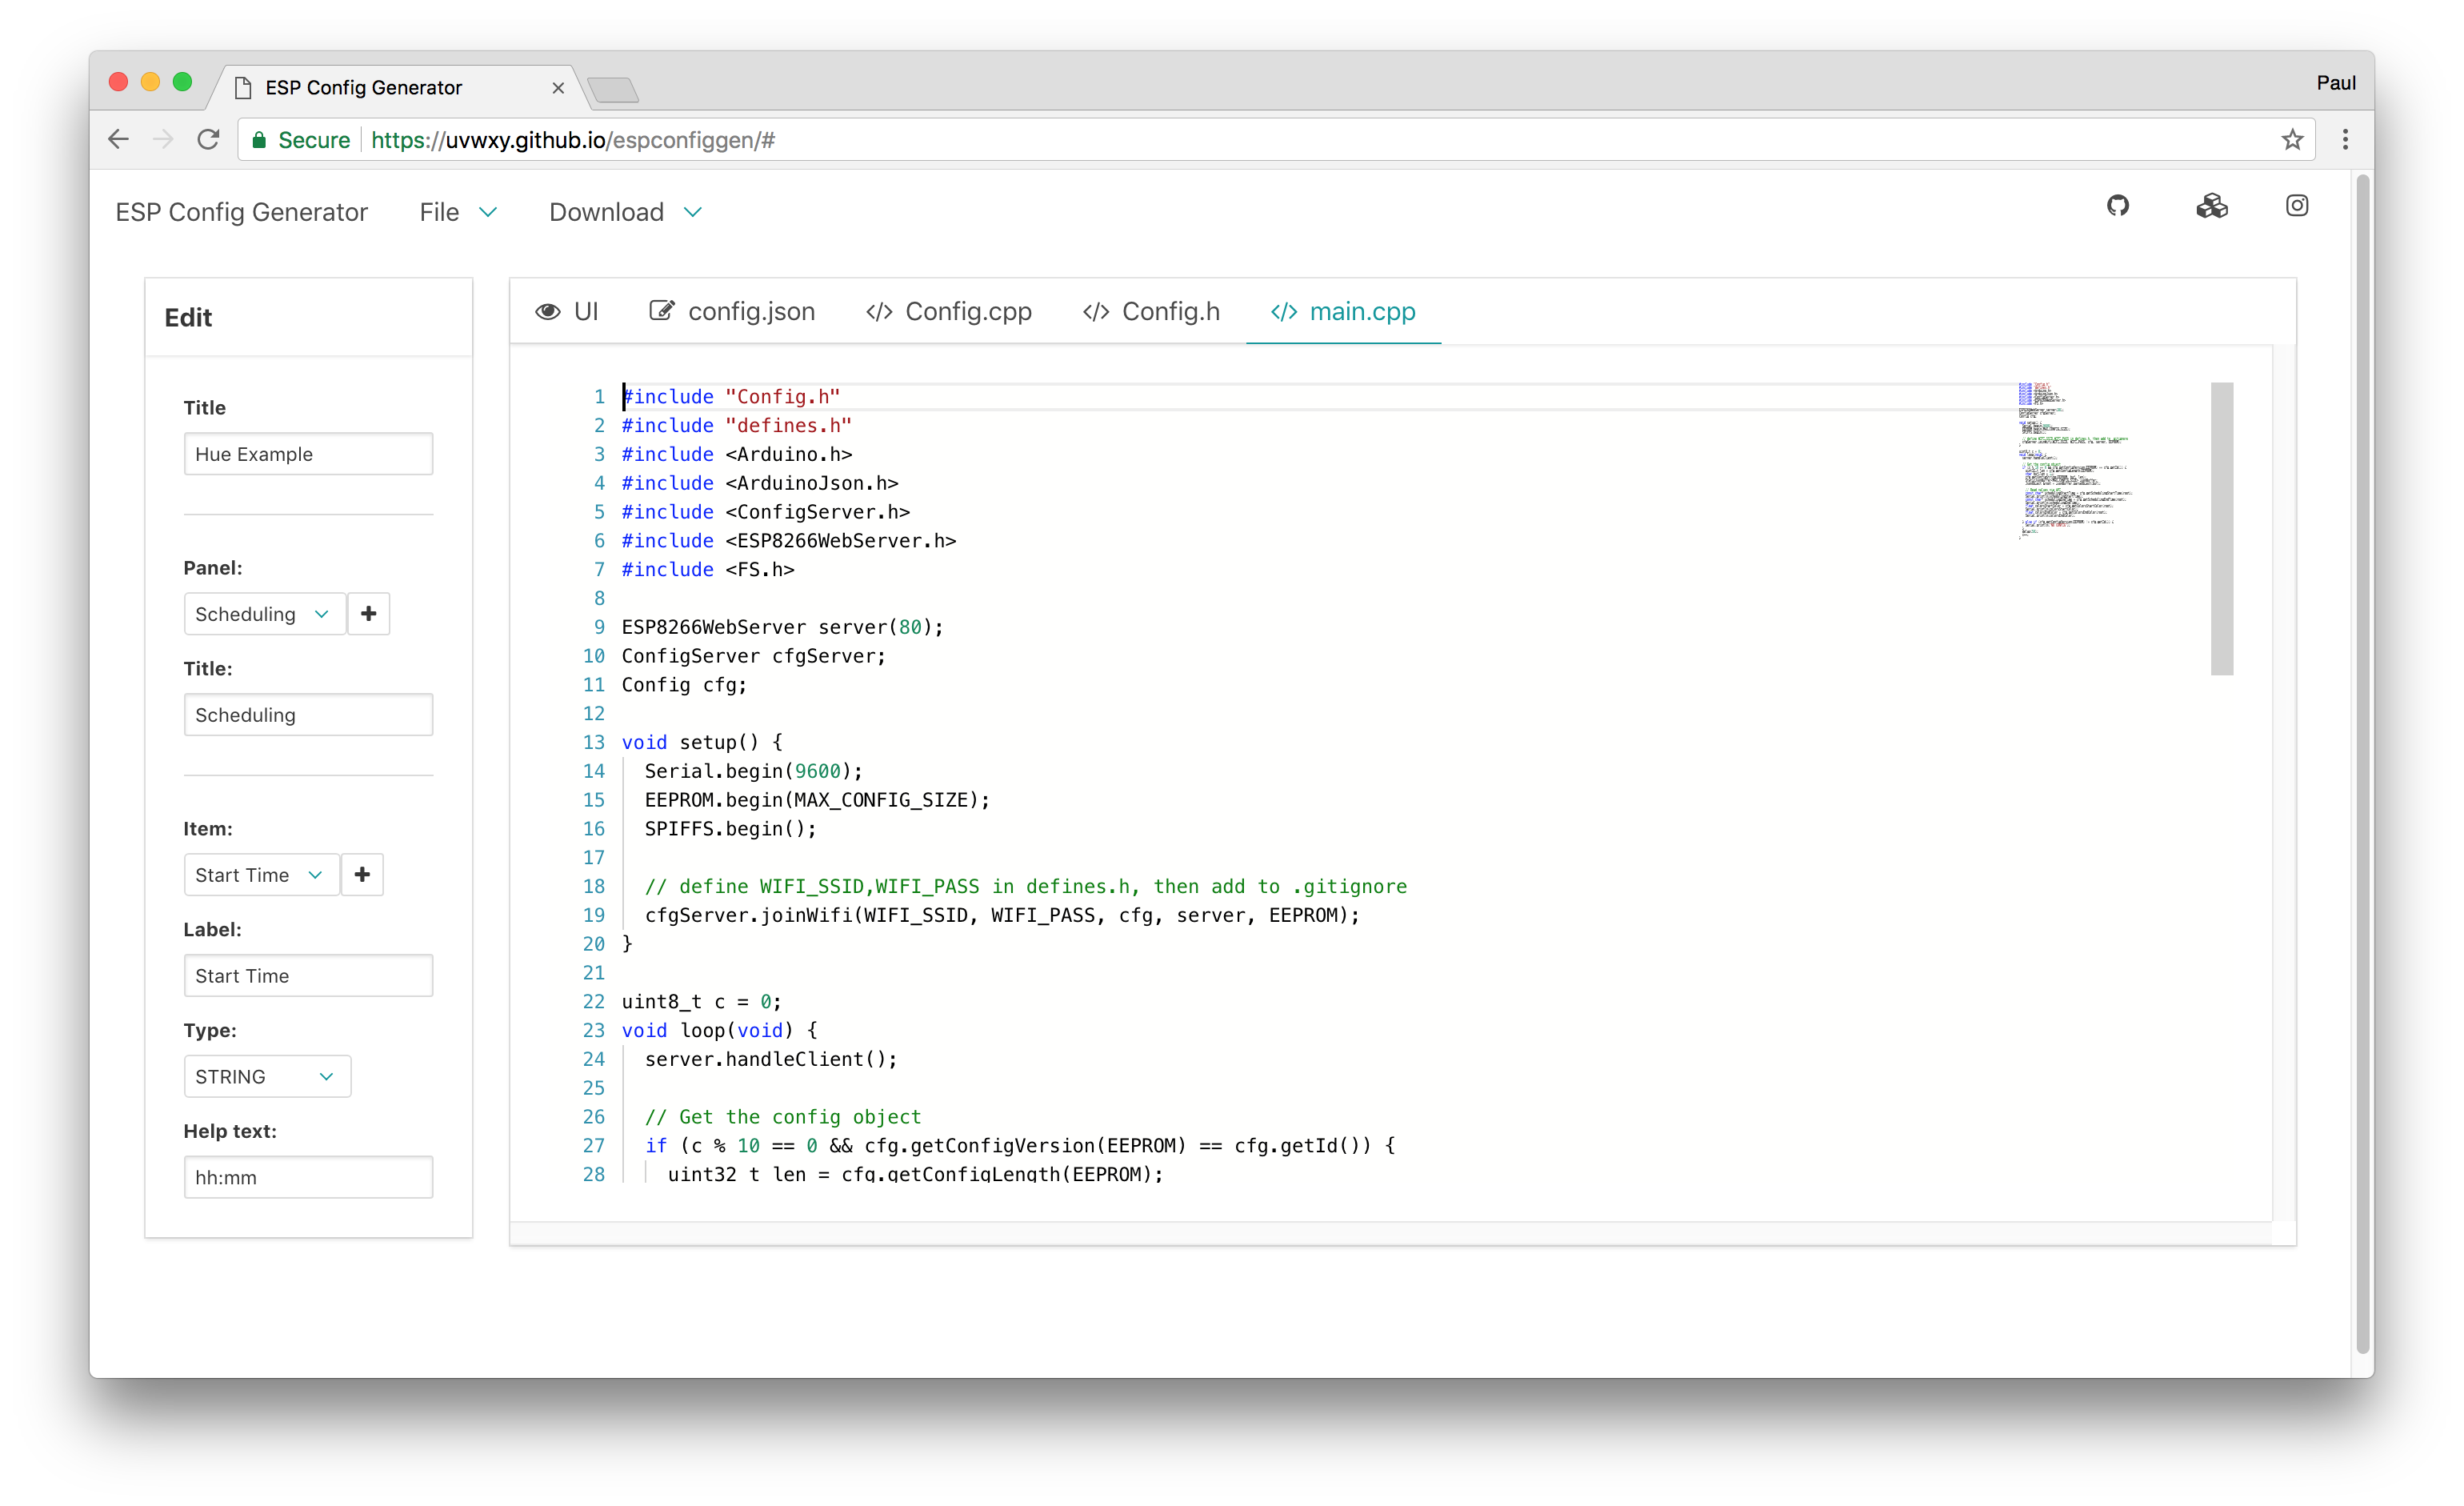 ESP Config Generator
Paul
Secure https://uvwxy.github.io/espconfiggen/#
ESP Config Generator File Download
Edit
Title
Hue Example
Panel:
Scheduling
Title:
Scheduling
Item:
Start Time
Label:
Start Time
Type:
STRING
Help text:
hh:mm
UI config.json Config.cpp Config.h main.cpp
1 #include "Config.h"
2 #include "defines.h"
3 #include <Arduino.h>
4 #include <ArduinoJson.h>
5 #include <ConfigServer.h>
6 #include <ESP8266WebServer.h>
7 #include <FS.h>
8
9 ESP8266WebServer server(80);
10 ConfigServer cfgServer;
11 Config cfg;
12
13 void setup() {
14 Serial.begin(9600);
15 EEPROM.begin(MAX_CONFIG_SIZE);
16 SPIFFS.begin();
17
18 // define WIFI_SSID,WIFI_PASS in defines.h, then add to .gitignore
19 cfgServer.joinWifi(WIFI_SSID, WIFI_PASS, cfg, server, EEPROM);
20 }
21
22 uint8_t c = 0;
23 void loop(void) {
24 server.handleClient();
25
26 // Get the config object
27 if (c % 10 == 0 && cfg.getConfigVersion(EEPROM) == cfg.getId()) {
28 uint32_t len = cfg.getConfigLength(EEPROM);